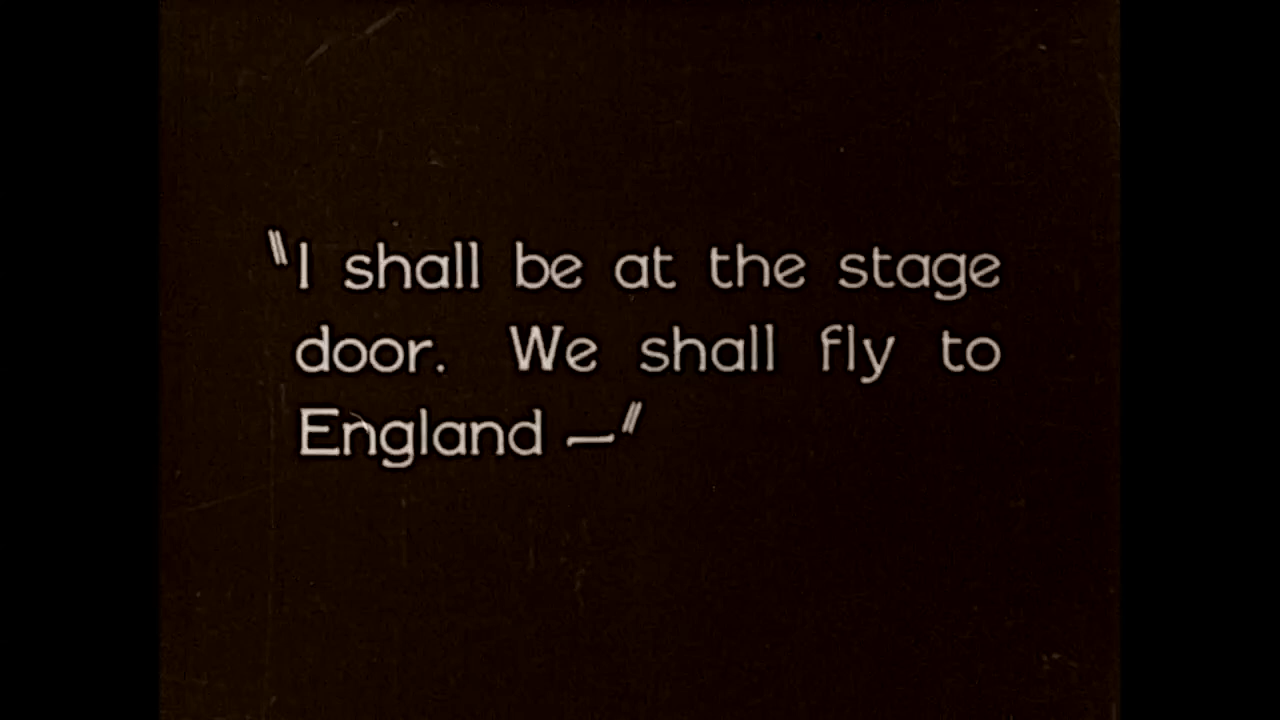 "I shall be at the stage
door. We shall fly to
England —"